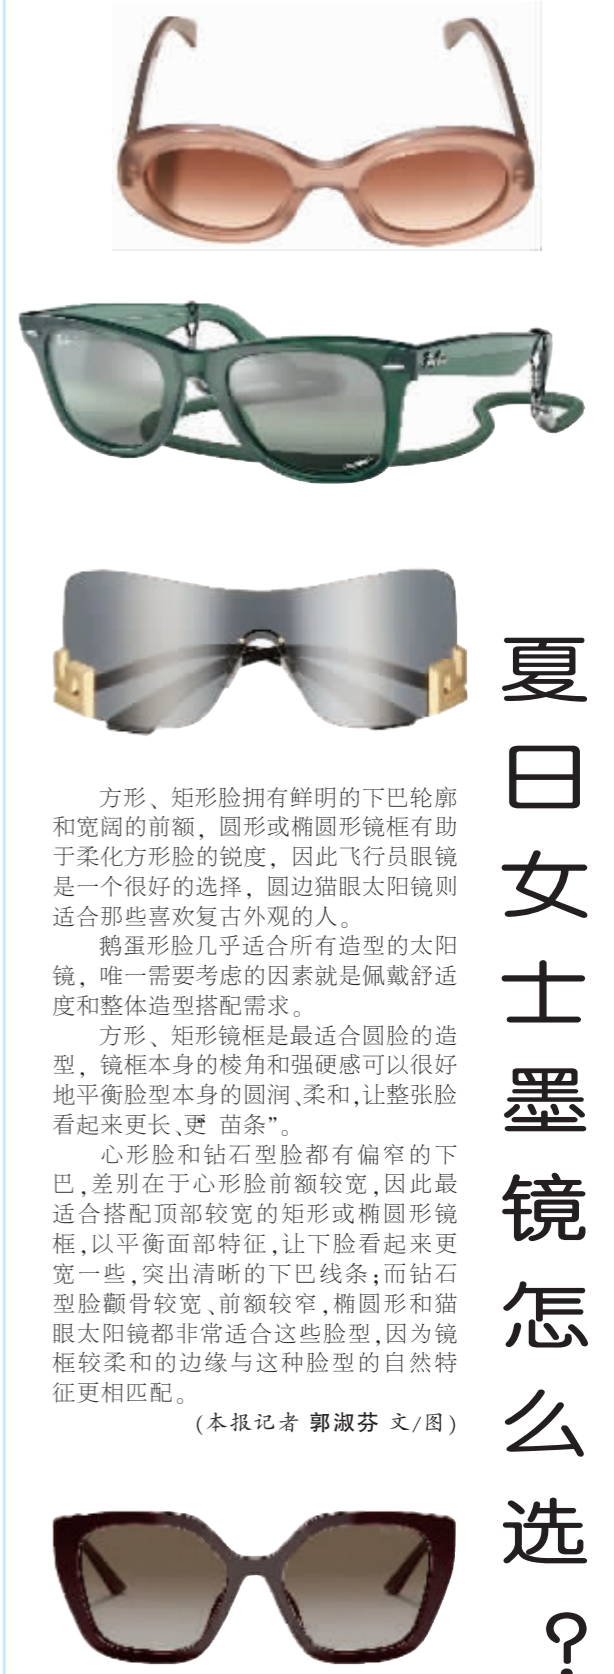 夏日女士墨镜怎么选?
方形、矩形脸拥有鲜明的下巴轮廓
和宽阔的前额，圆形或椭圆形镜框有助
于柔化方形脸的锐度，因此飞行员眼镜
是一个很好的选择，圆边猫眼太阳镜则
适合那些喜欢复古外观的人。
鹅蛋形脸几乎适合所有造型的太阳
镜，唯一需要考虑的因素就是佩戴舒适
度和整体造型搭配需求。
方形、矩形镜框是最适合圆脸的造
型，镜框本身的棱角和强硬感可以很好
地平衡脸型本身的圆润、柔和,让整张脸
看起来更长、更“苗条”。
心形脸和钻石型脸都有偏窄的下
巴,差别在于心形脸前额较宽,因此最
适合搭配顶部较宽的矩形或椭圆形镜
框,以平衡面部特征,让下脸看起来更
宽一些,突出清晰的下巴线条;而钻石
型脸颧骨较宽、前额较窄,椭圆形和猫
眼太阳镜都非常适合这些脸型,因为镜
框较柔和的边缘与这种脸型的自然特
征更相匹配。
(本报记者 郭淑芬 文/图)